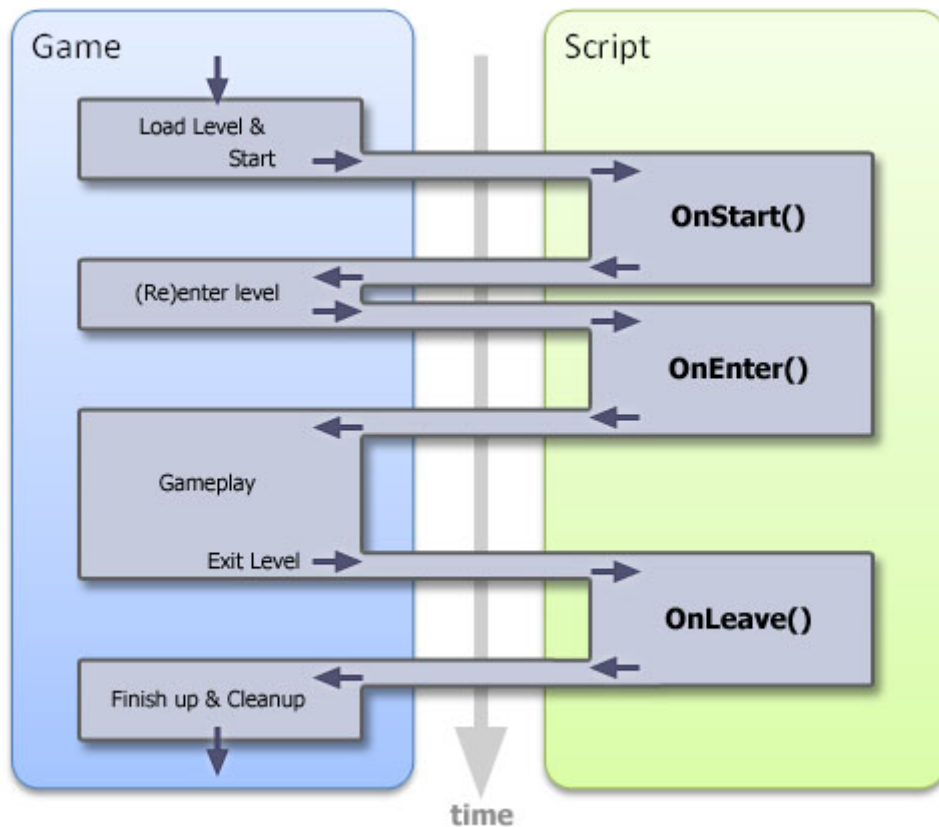 Game
Script
Load Level &
Start
OnStart()
(Re)enter level
OnEnter()
Gameplay
Exit Level
OnLeave()
Finish up & Cleanup
time